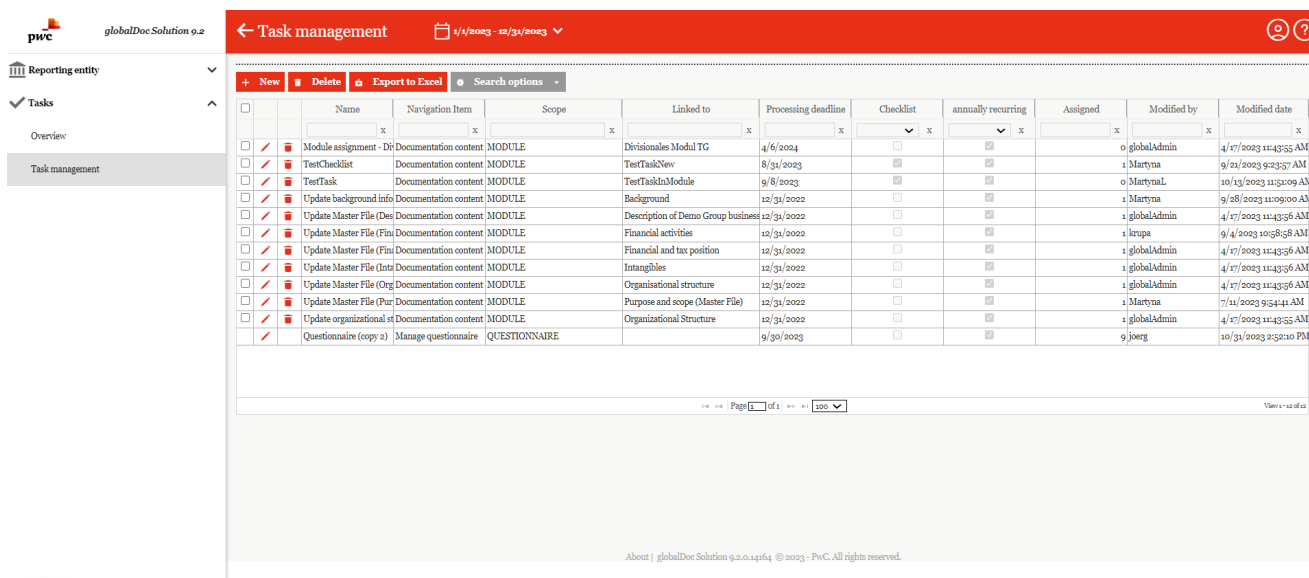 pwc
globalDoc Solution 9.2
Task management
1/1/2023 - 12/31/2023
Reporting entity
Tasks
Overview
Task management
+ New Delete Export to Excel Search options
Name Navigation Item Scope Linked to Processing deadline Checklist annually recurring Assigned Modified by Modified date
x x x x x x x x x x
Module assignment - Di Documentation content MODULE Divisionales Modul TG 4/6/2024 0 globalAdmin 4/17/2023 11:43:55 AM
TestChecklist Documentation content MODULE TestTaskNew 8/31/2023 1 Martyna 9/21/2023 9:23:57 AM
TestTask Documentation content MODULE TestTaskInModule 9/8/2023 0 MartynaL 10/13/2023 11:51:09 AM
Update background info Documentation content MODULE Background 12/31/2022 1 Martyna 9/28/2023 11:09:00 AM
Update Master File (Des Documentation content MODULE Description of Demo Group business 12/31/2022 1 globalAdmin 4/17/2023 11:43:56 AM
Update Master File (Fina Documentation content MODULE Financial activities 12/31/2022 1 krupa 9/4/2023 10:58:58 AM
Update Master File (Fina Documentation content MODULE Financial and tax position 12/31/2022 1 globalAdmin 4/17/2023 11:43:56 AM
Update Master File (Inta Documentation content MODULE Intangibles 12/31/2022 1 globalAdmin 4/17/2023 11:43:56 AM
Update Master File (Org Documentation content MODULE Organisational structure 12/31/2022 1 globalAdmin 4/17/2023 11:43:56 AM
Update Master File (Pur Documentation content MODULE Purpose and scope (Master File) 12/31/2022 1 Martyna 7/11/2023 9:54:41 AM
Update organizational st Documentation content MODULE Organizational Structure 12/31/2022 1 globalAdmin 4/17/2023 11:43:55 AM
Questionnaire (copy 2) Manage questionnaire QUESTIONNAIRE 9/30/2023 9 joerg 10/31/2023 2:52:10 PM
Page 1 of 1 100
View 1 - 12 of 12
About | globalDoc Solution 9.2.0.14164 © 2023 - PwC. All rights reserved.